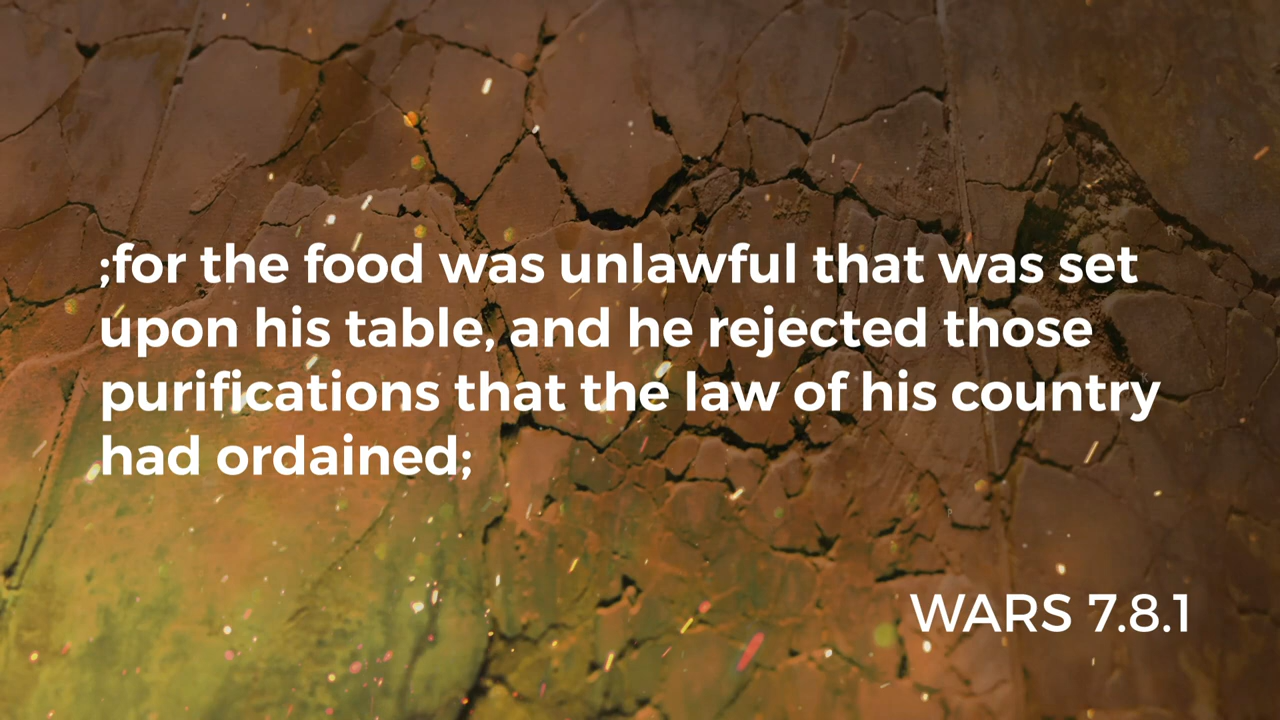 ;for the food was unlawful that was set
upon his table, and he rejected those
purifications that the law of his country
had ordained;
WARS 7.8.1